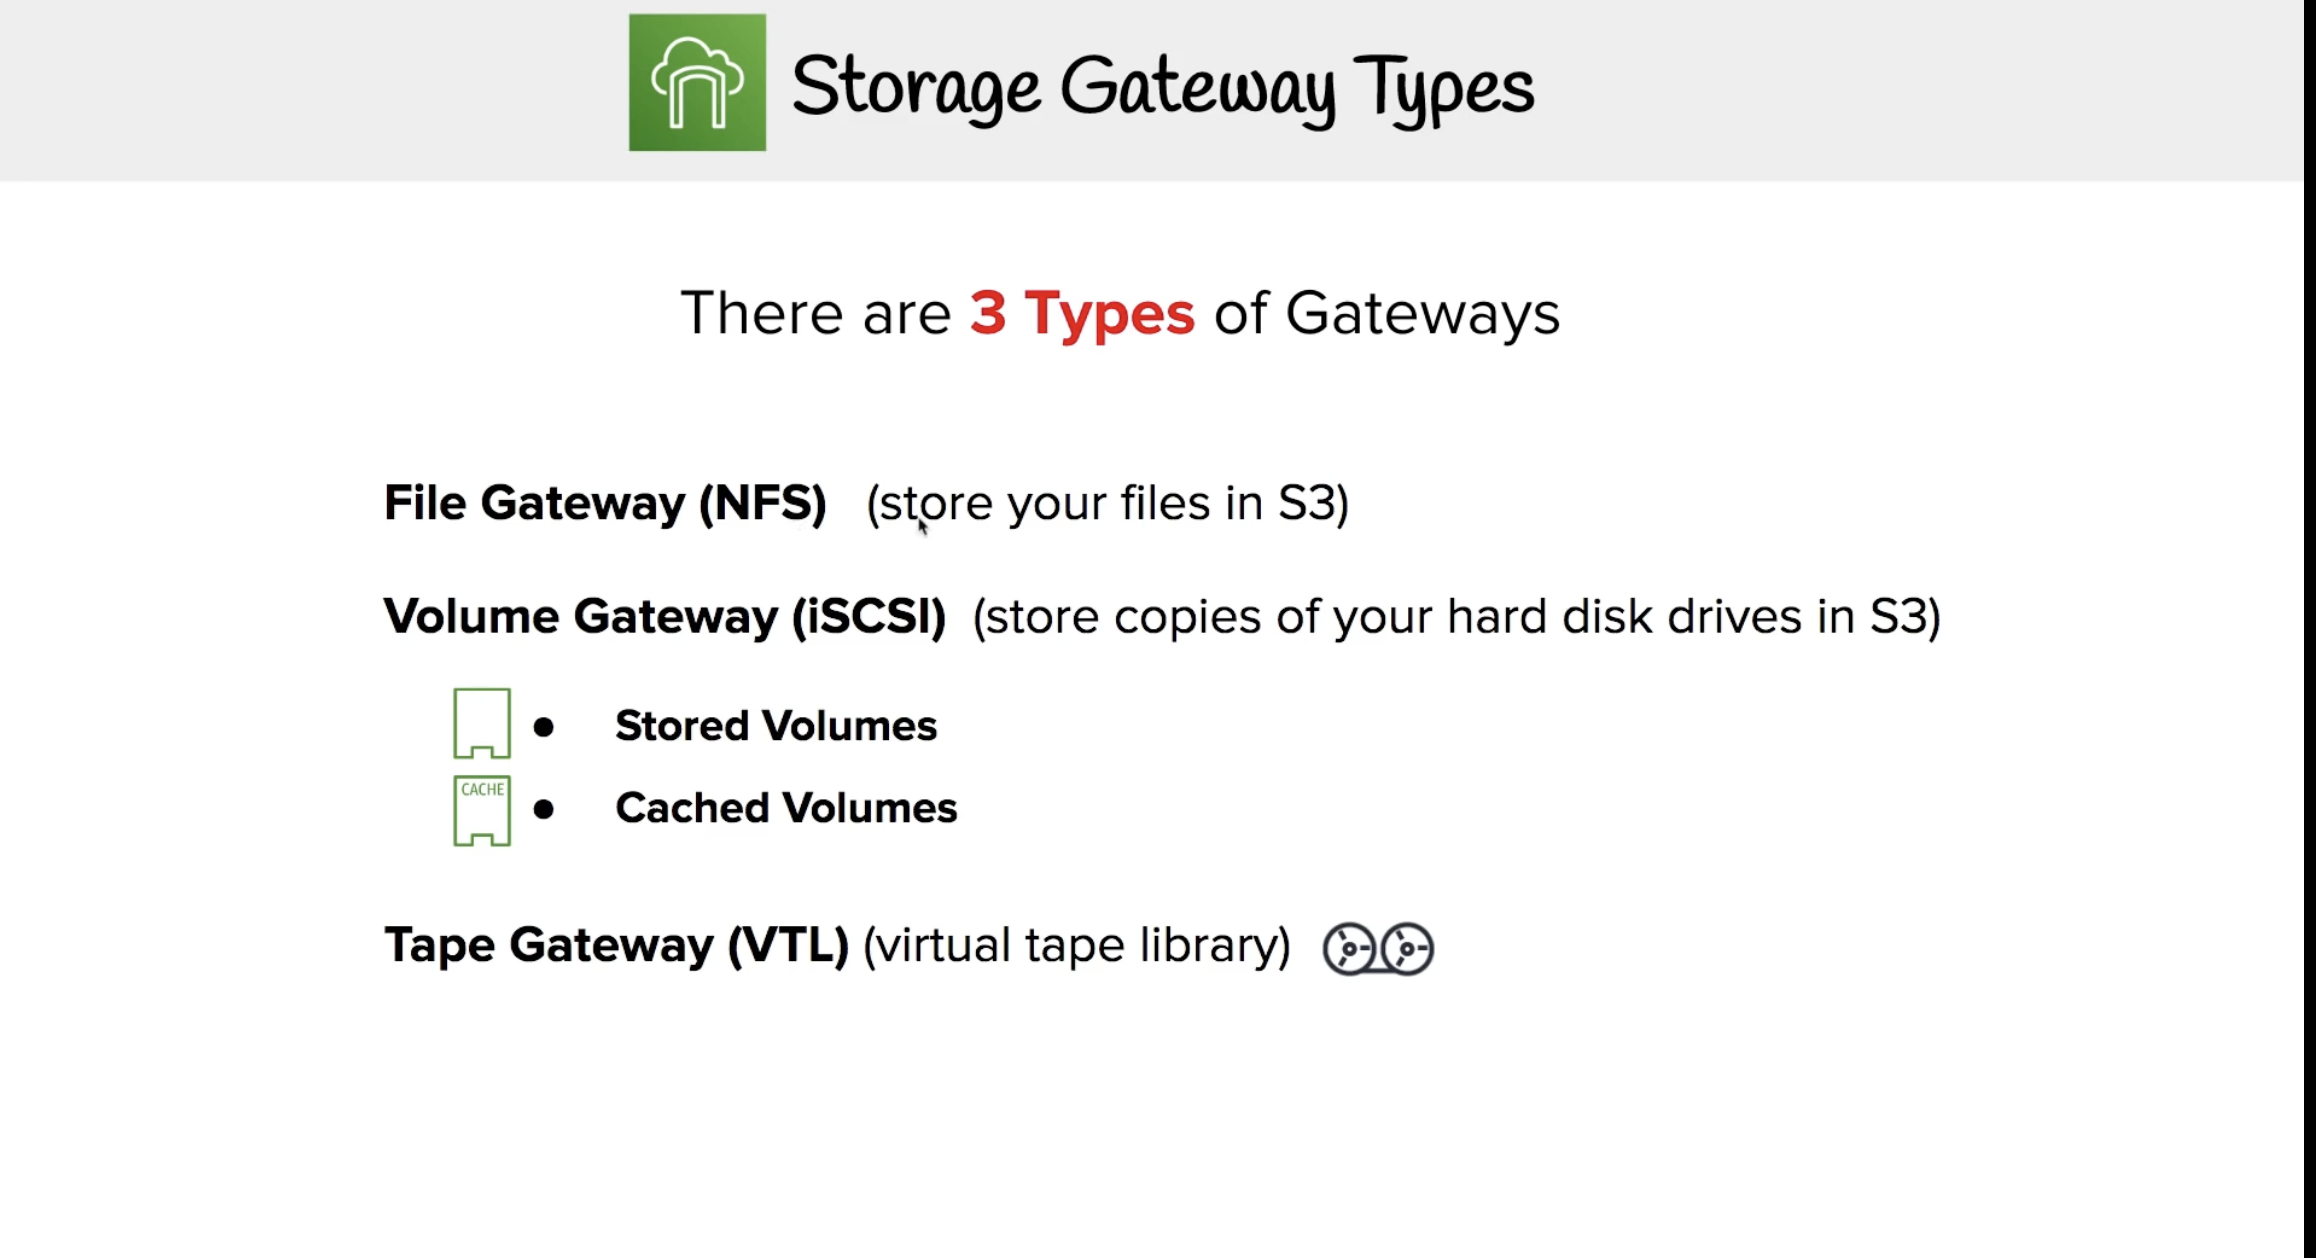 Storage Gateway Types
There are 3 Types of Gateways
File Gateway (NFS) (store your files in S3)
Volume Gateway (iSCSI) (store copies of your hard disk drives in S3)
• Stored Volumes
CACHE
• Cached Volumes
Tape Gateway (VTL) (virtual tape library)